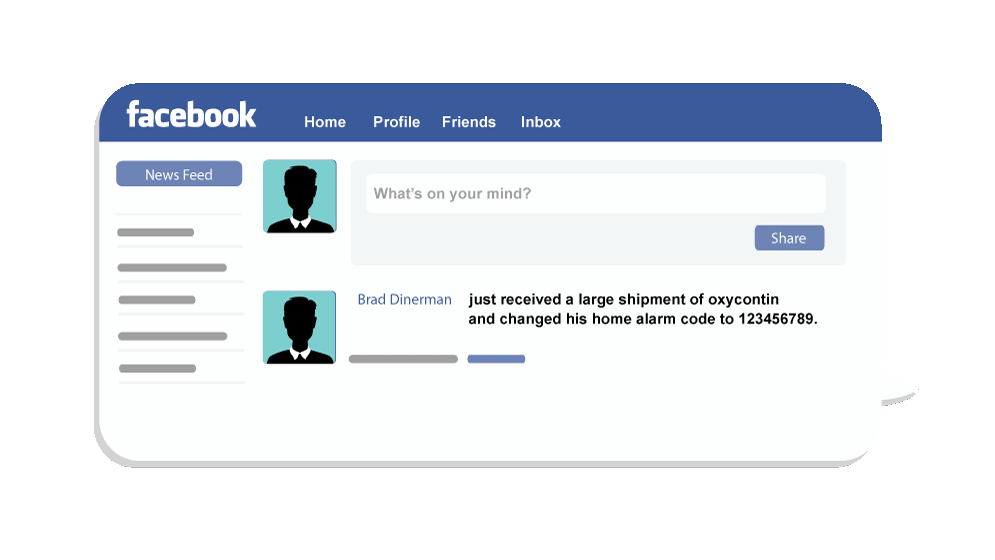 facebook
Home Profile Friends Inbox
News Feed
What's on your mind?
Share
Brad Dinerman just received a large shipment of oxycontin
and changed his home alarm code to 123456789.